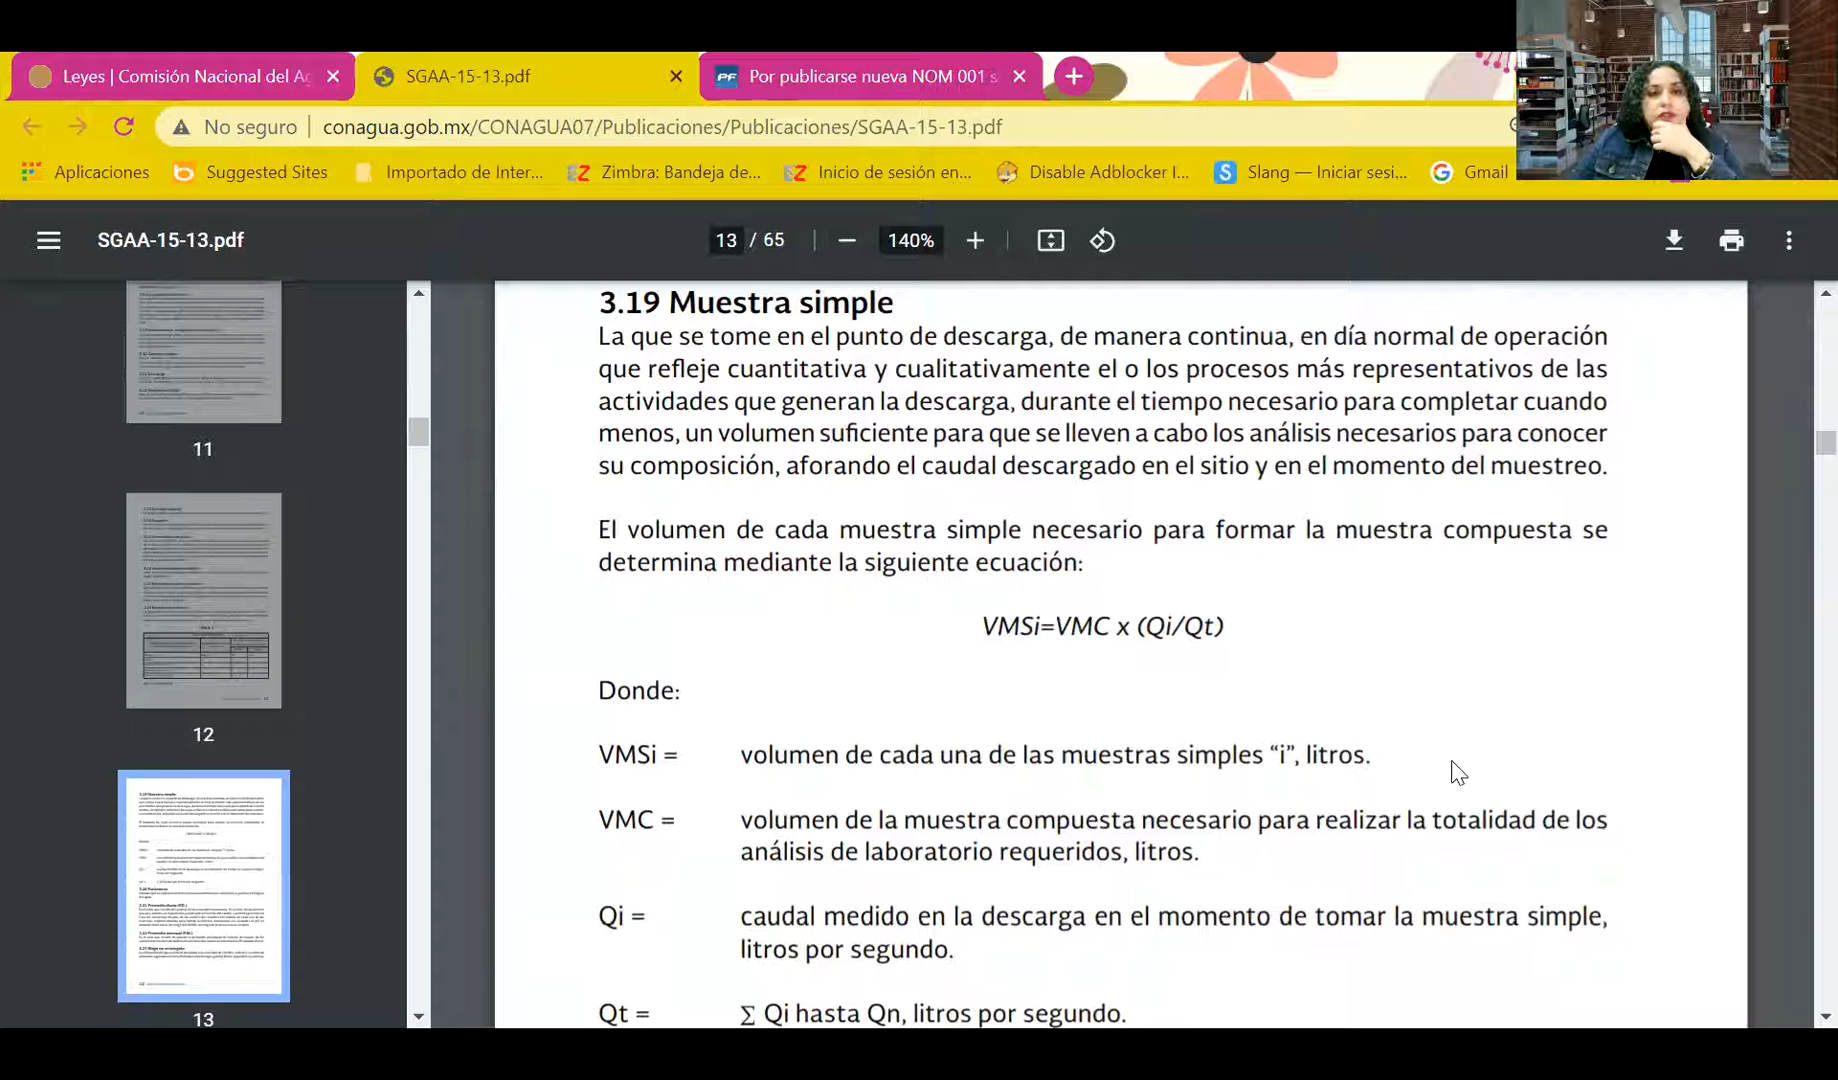 Leyes | Comisión Nacional del Ag
SGAA-15-13.pdf
PF Por publicarse nueva NOM 001 s
No seguro | conagua.gob.mx/CONAGUA07/Publicaciones/Publicaciones/SGAA-15-13.pdf
Aplicaciones
Suggested Sites
Importado de Inter...
Zimbra: Bandeja de...
Inicio de sesión en...
Disable Adblocker I...
S Slang — Iniciar sesi...
G Gmail
SGAA-15-13.pdf
13 / 65
140%
11
12
13
3.19 Muestra simple
La que se tome en el punto de descarga, de manera continua, en día normal de operación
que refleje cuantitativa y cualitativamente el o los procesos más representativos de las
actividades que generan la descarga, durante el tiempo necesario para completar cuando
menos, un volumen suficiente para que se lleven a cabo los análisis necesarios para conocer
su composición, aforando el caudal descargado en el sitio y en el momento del muestreo.
El volumen de cada muestra simple necesario para formar la muestra compuesta se
determina mediante la siguiente ecuación:
VMSi=VMC x (Qi/Qt)
Donde:
VMSi = volumen de cada una de las muestras simples “i”, litros.
VMC = volumen de la muestra compuesta necesario para realizar la totalidad de los
análisis de laboratorio requeridos, litros.
Qi = caudal medido en la descarga en el momento de tomar la muestra simple,
litros por segundo.
Qt = ∑ Qi hasta Qn, litros por segundo.